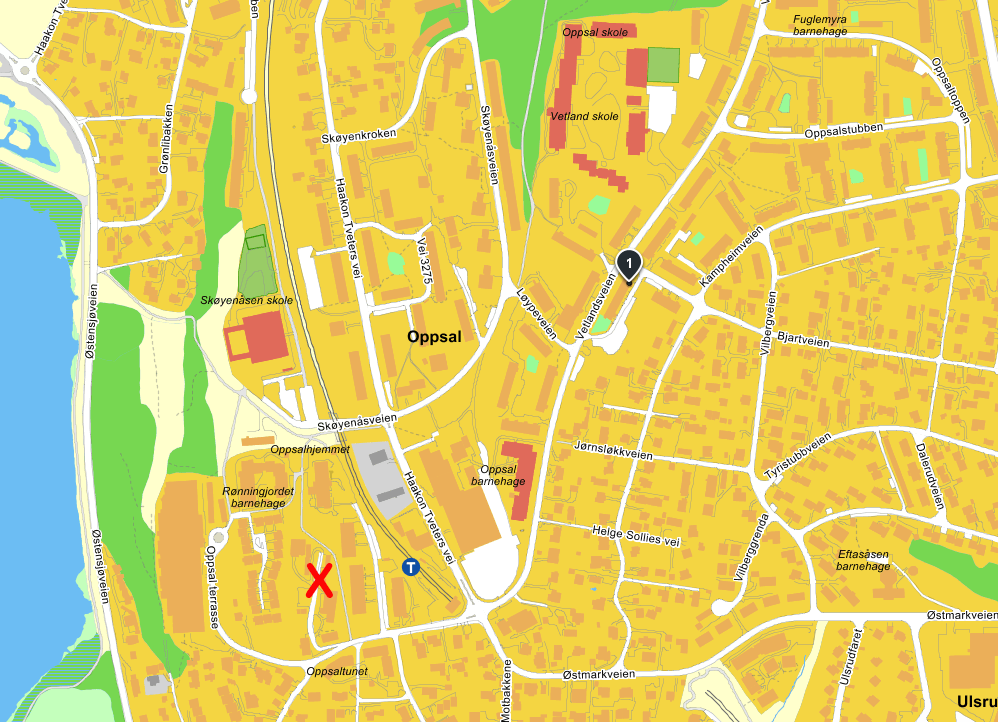 Haakon Tve
ben
Oppsal skole
Fuglemyra
barnehage
Oppsaltoppen
Grønlibakken
Skøyenkroken
Skøyenåsveien
Vetland skole
Oppsalstubben
Haakon Tveters vei
Vei 3275
Kampheimveien
1
Skøyenåsen skole
Østensjøveien
Løypeveien
Vetlandsveien
Vilbergveien
Bjartveien
Oppsal
Skøyenåsveien
Oppsalhjemmet
Jørnsløkkveien
Tyristubbveien
Dalerudveien
Rønningjordet
barnehage
Haakon Tveters vei
Oppsal
barnehage
Østensjøveien
Oppsal terrasse
T
Helge Sollies vei
Vilberggrenda
Eftasåsen
barnehage
Østmarkveien
Oppsaltunet
Motbakkene
Østmarkveien
Ulsrudfaret
Ulsru